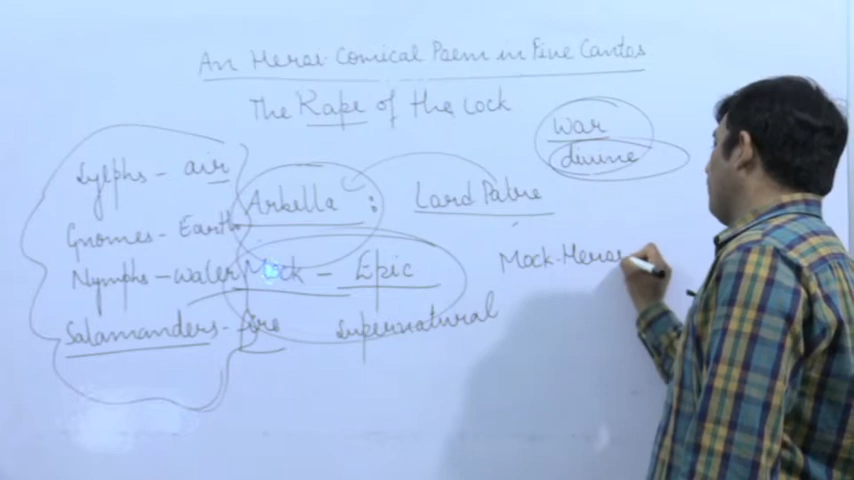 An Heroi-Comical Poem in Five Cantos
The Rape of the Lock
War
divine
Sylphs - air
Gnomes - Earth
Nymphs - water
Salamanders - fire
Arbella : Lord Patre
Mock - Epic
Supernatural
Mock-Heroi